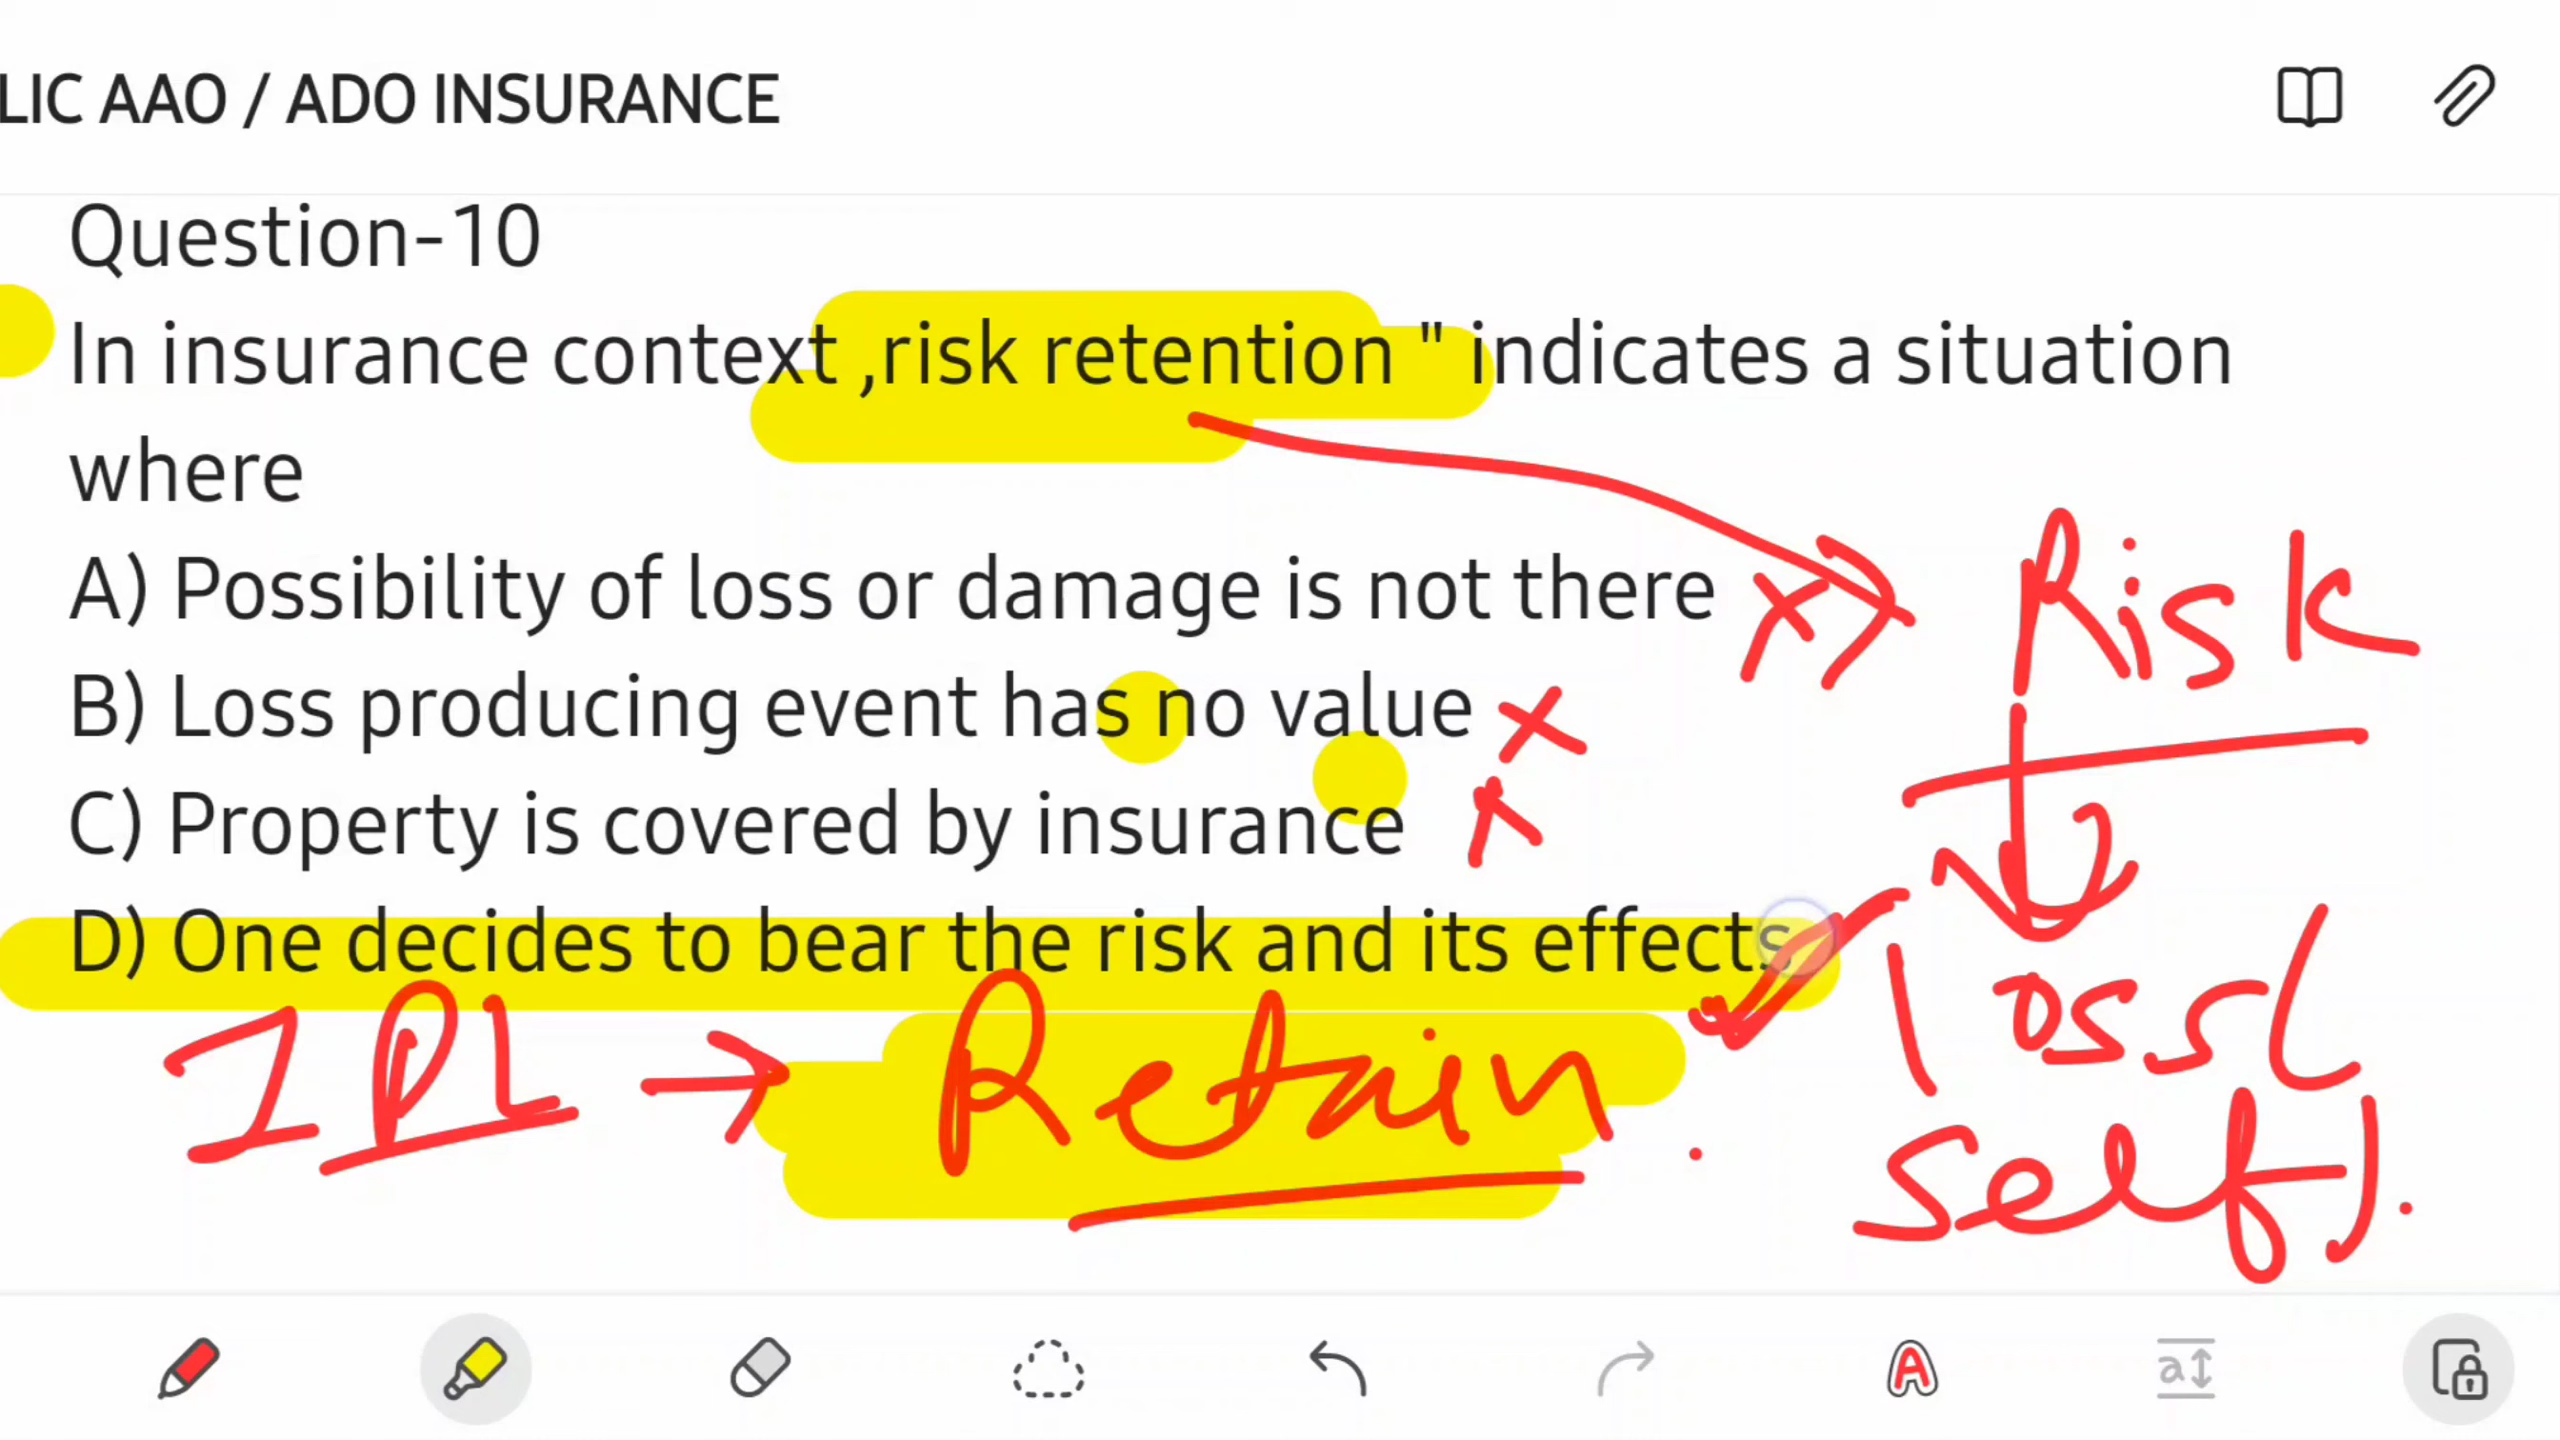 LIC AAO / ADO INSURANCE
Question-10
In insurance context ,risk retention " indicates a situation
where
A) Possibility of loss or damage is not there
B) Loss producing event has no value
C) Property is covered by insurance
D) One decides to bear the risk and its effects
Risk
loss(
self).
IPL → Retain.
A
a